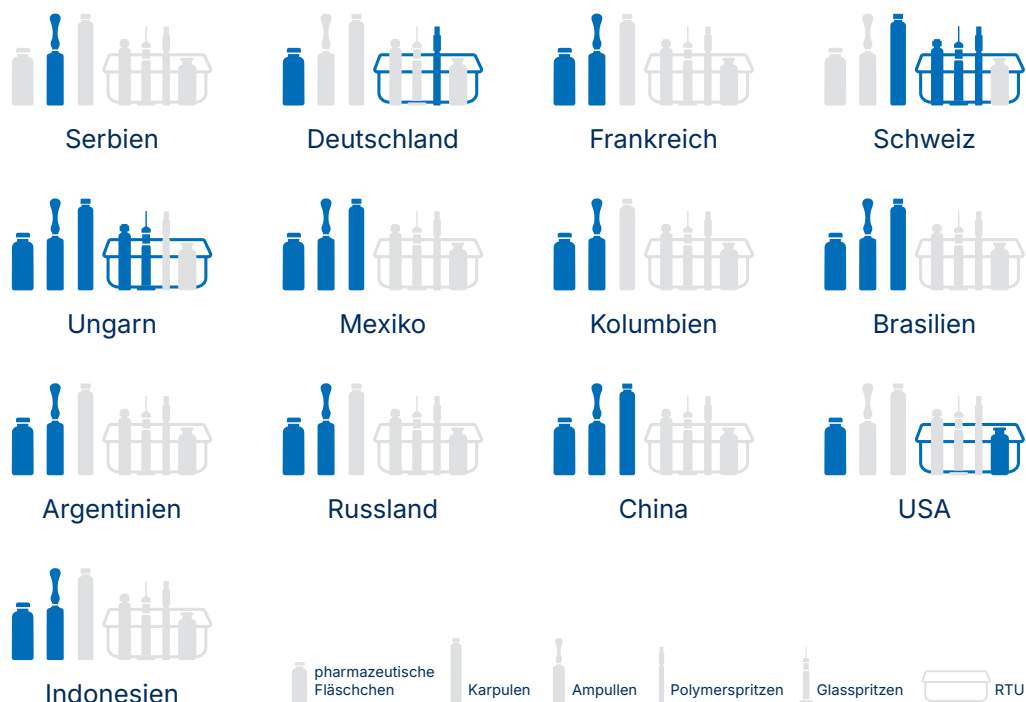 Serbien
Deutschland
Frankreich
Schweiz
Ungarn
Mexiko
Kolumbien
Brasilien
Argentinien
Russland
China
USA
Indonesien
pharmazeutische
Fläschchen
Karpulen
Ampullen
Polymerspritzen
Glasspritzen
RTU